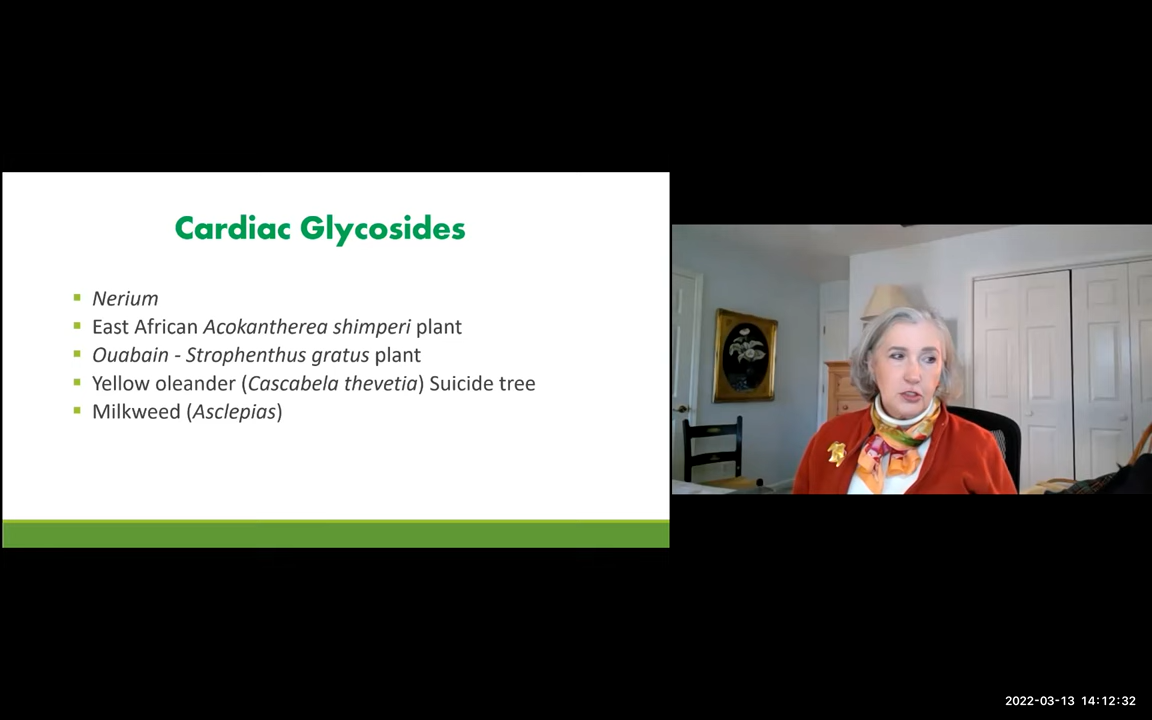 Cardiac Glycosides
Nerium
East African Acokantherea shimperi plant
Ouabain - Strophenthus gratus plant
Yellow oleander (Cascabela thevetia) Suicide tree
Milkweed (Asclepias)
2022-03-13 14:12:32